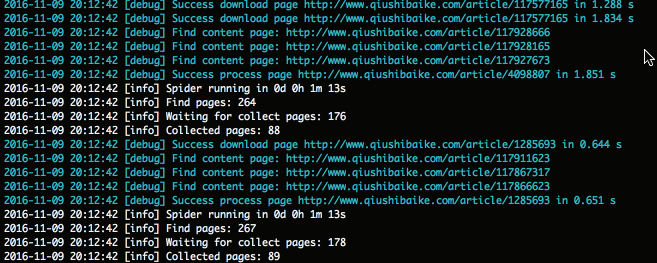 2016-11-09 20:12:42 [debug] Success download page http://www.qiushibaike.com/article/117577165 in 1.288 s
2016-11-09 20:12:42 [debug] Success process page http://www.qiushibaike.com/article/117577165 in 1.834 s
2016-11-09 20:12:42 [debug] Find content page: http://www.qiushibaike.com/article/117928666
2016-11-09 20:12:42 [debug] Find content page: http://www.qiushibaike.com/article/117928165
2016-11-09 20:12:42 [debug] Find content page: http://www.qiushibaike.com/article/117927673
2016-11-09 20:12:42 [debug] Success process page http://www.qiushibaike.com/article/4098807 in 1.851 s
2016-11-09 20:12:42 [info] Spider running in 0d 0h 1m 13s
2016-11-09 20:12:42 [info] Find pages: 264
2016-11-09 20:12:42 [info] Waiting for collect pages: 176
2016-11-09 20:12:42 [info] Collected pages: 88
2016-11-09 20:12:42 [debug] Success download page http://www.qiushibaike.com/article/1285693 in 0.644 s
2016-11-09 20:12:42 [debug] Find content page: http://www.qiushibaike.com/article/117911623
2016-11-09 20:12:42 [debug] Find content page: http://www.qiushibaike.com/article/117867317
2016-11-09 20:12:42 [debug] Find content page: http://www.qiushibaike.com/article/117866623
2016-11-09 20:12:42 [debug] Success process page http://www.qiushibaike.com/article/1285693 in 0.651 s
2016-11-09 20:12:42 [info] Spider running in 0d 0h 1m 13s
2016-11-09 20:12:42 [info] Find pages: 267
2016-11-09 20:12:42 [info] Waiting for collect pages: 178
2016-11-09 20:12:42 [info] Collected pages: 89